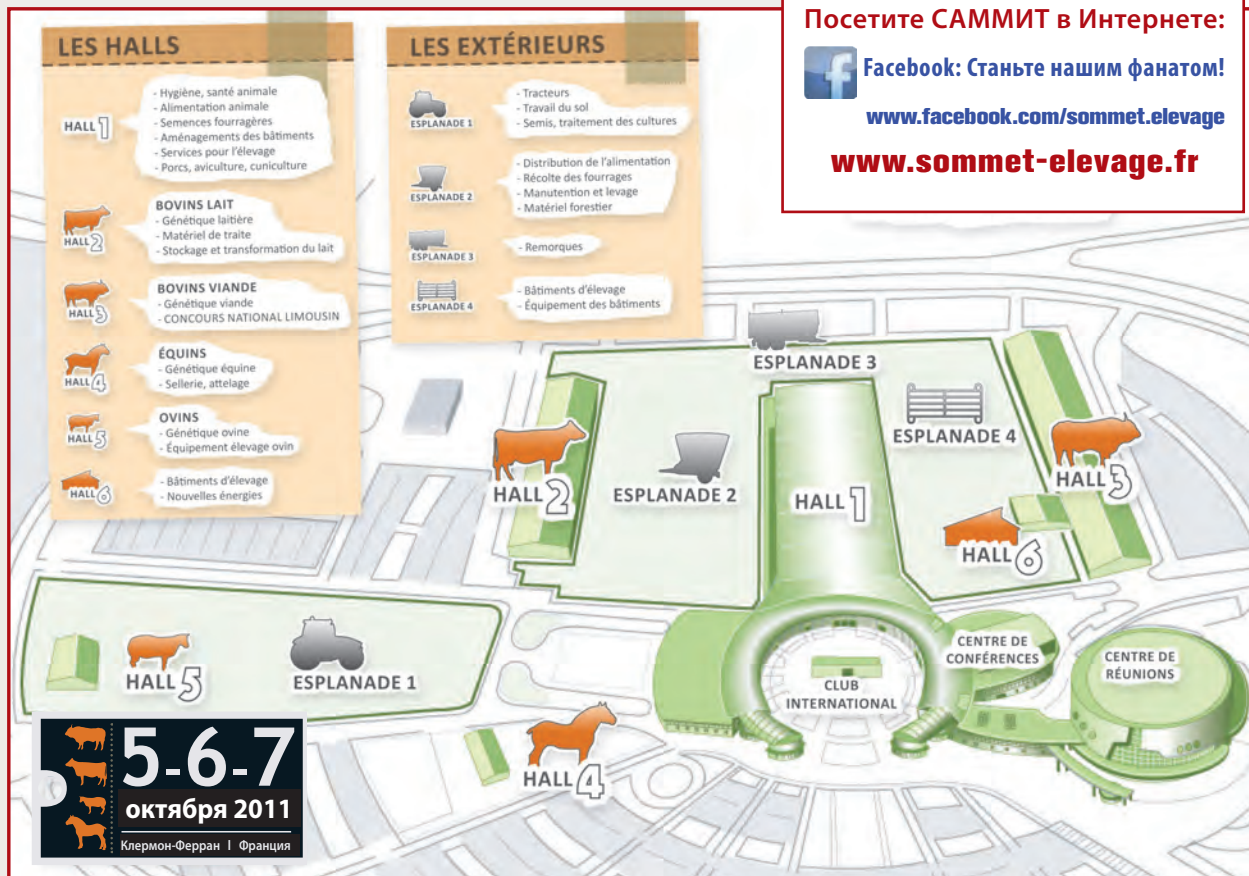 LES HALLS
HALL 1
- Hygiène, santé animale
- Alimentation animale
- Semences fourragères
- Aménagements des bâtiments
- Services pour l'élevage
- Porcs, aviculture, cuniculture
HALL 2
BOVINS LAIT
- Génétique laitière
- Matériel de traite
- Stockage et transformation du lait
HALL 3
BOVINS VIANDE
- Génétique viande
- CONCOURS NATIONAL LIMOUSIN
HALL 4
ÉQUINS
- Génétique équine
- Sellerie, attelage
HALL 5
OVINS
- Génétique ovine
- Équipement élevage ovin
HALL 6
- Bâtiments d'élevage
- Nouvelles énergies
LES EXTÉRIEURS
ESPLANADE 1
- Tracteurs
- Travail du sol
- Semis, traitement des cultures
ESPLANADE 2
- Distribution de l'alimentation
- Récolte des fourrages
- Manutention et levage
- Matériel forestier
ESPLANADE 3
- Remorques
ESPLANADE 4
- Bâtiments d'élevage
- Équipement des bâtiments
Посетите САММИТ в Интернете:
f
Facebook: Станьте нашим фанатом!
www.facebook.com/sommet.elevage
www.sommet-elevage.fr
ESPLANADE 3
ESPLANADE 4
HALL 2
ESPLANADE 2
HALL 1
HALL 3
HALL 6
HALL 5
ESPLANADE 1
CLUB
INTERNATIONAL
CENTRE DE
CONFÉRENCES
CENTRE DE
RÉUNIONS
HALL 4
5-6-7
октября 2011
Клермон-Ферран I Франция